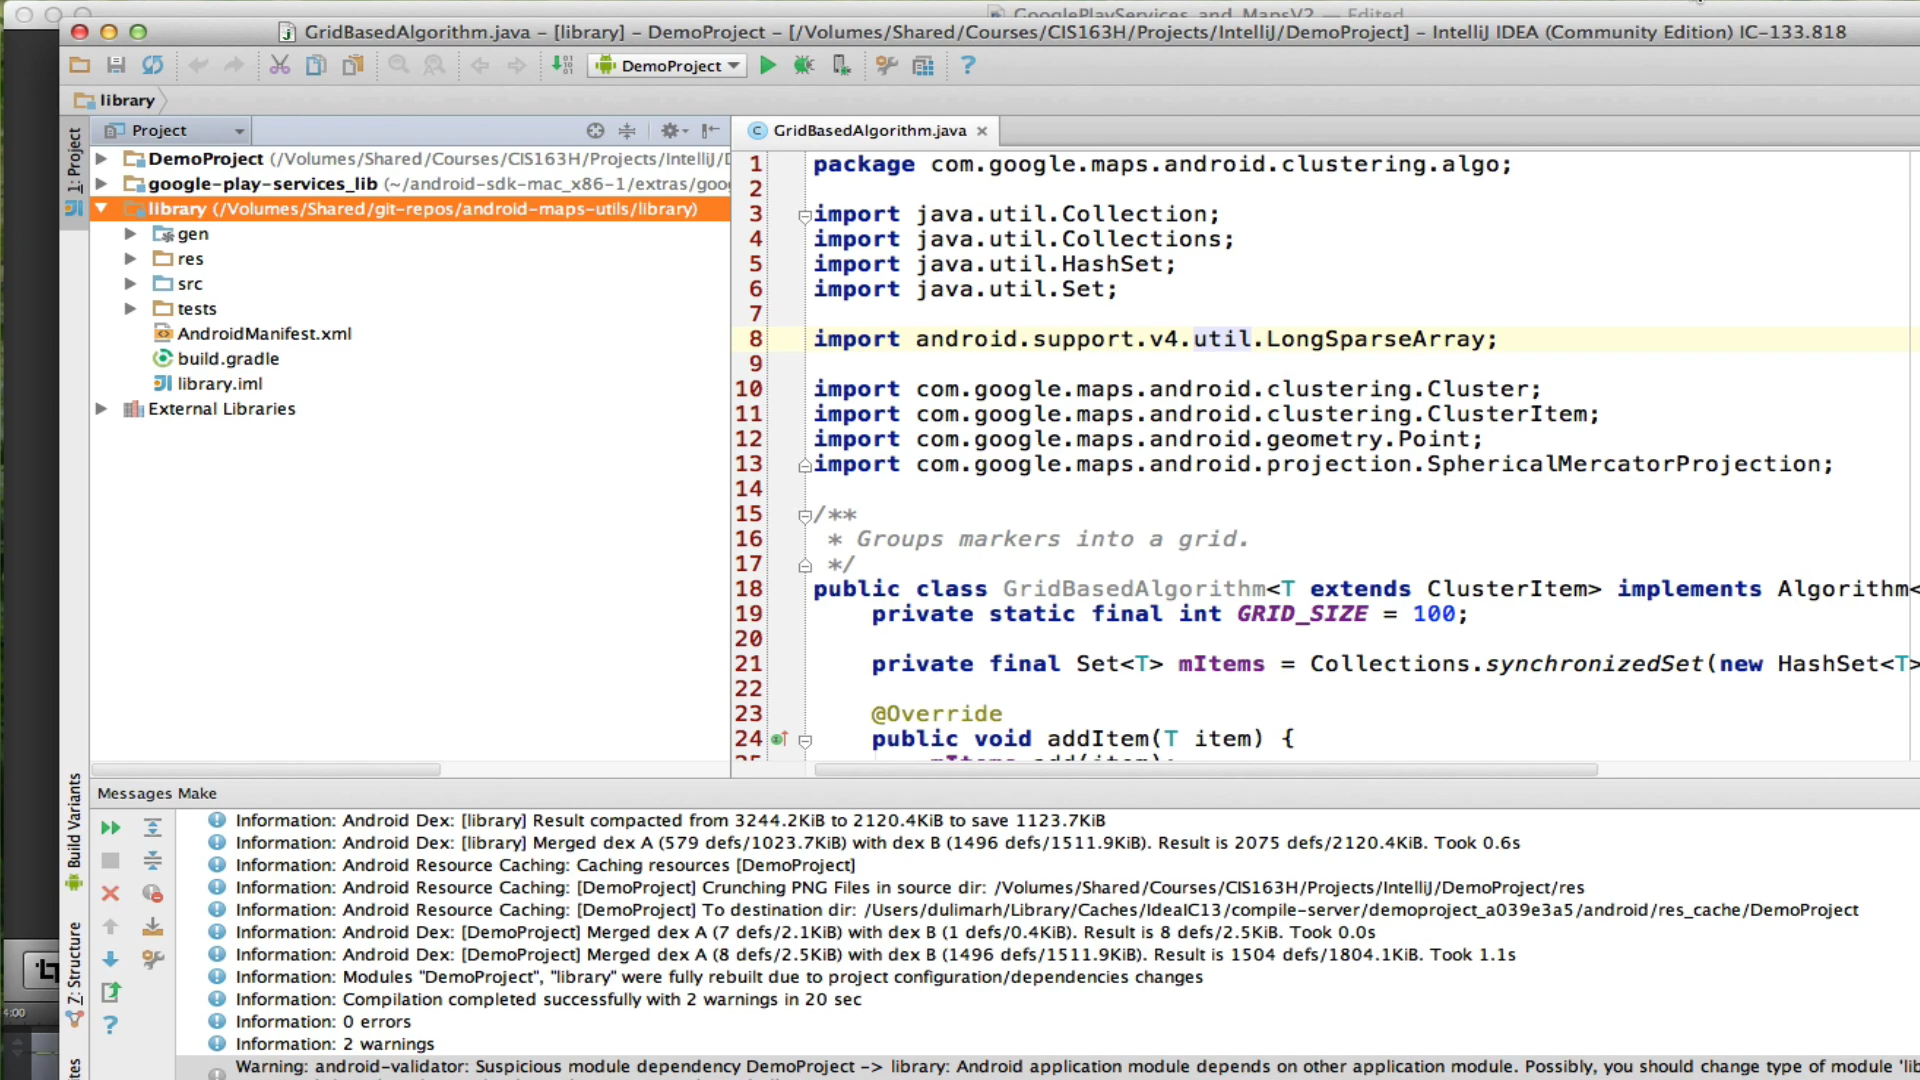 GooglePlayServices and MapsV2 — Edited
GridBasedAlgorithm.java - [library] - DemoProject - [/Volumes/Shared/Courses/CIS163H/Projects/IntelliJ/DemoProject] - IntelliJ IDEA (Community Edition) IC-133.818
DemoProject
library
1: Project
Project
DemoProject (/Volumes/Shared/Courses/CIS163H/Projects/IntelliJ/
google-play-services_lib (~/android-sdk-mac_x86-1/extras/goo
library (/Volumes/Shared/git-repos/android-maps-utils/library)
gen
res
src
tests
AndroidManifest.xml
build.gradle
library.iml
External Libraries
GridBasedAlgorithm.java
1 package com.google.maps.android.clustering.algo;
2
3 import java.util.Collection;
4 import java.util.Collections;
5 import java.util.HashSet;
6 import java.util.Set;
7
8 import android.support.v4.util.LongSparseArray;
9
10 import com.google.maps.android.clustering.Cluster;
11 import com.google.maps.android.clustering.ClusterItem;
12 import com.google.maps.android.geometry.Point;
13 import com.google.maps.android.projection.SphericalMercatorProjection;
14
15 /**
16 * Groups markers into a grid.
17 */
18 public class GridBasedAlgorithm<T extends ClusterItem> implements Algorithm<
19 private static final int GRID_SIZE = 100;
20
21 private final Set<T> mItems = Collections.synchronizedSet(new HashSet<T>
22
23 @Override
24 public void addItem(T item) {
Build Variants
7: Structure
4:00
Messages Make
Information: Android Dex: [library] Result compacted from 3244.2KiB to 2120.4KiB to save 1123.7KiB
Information: Android Dex: [library] Merged dex A (579 defs/1023.7KiB) with dex B (1496 defs/1511.9KiB). Result is 2075 defs/2120.4KiB. Took 0.6s
Information: Android Resource Caching: Caching resources [DemoProject]
Information: Android Resource Caching: [DemoProject] Crunching PNG Files in source dir: /Volumes/Shared/Courses/CIS163H/Projects/IntelliJ/DemoProject/res
Information: Android Resource Caching: [DemoProject] To destination dir: /Users/dulimarh/Library/Caches/IdeaIC13/compile-server/demoproject_a039e3a5/android/res_cache/DemoProject
Information: Android Dex: [DemoProject] Merged dex A (7 defs/2.1KiB) with dex B (1 defs/0.4KiB). Result is 8 defs/2.5KiB. Took 0.0s
Information: Android Dex: [DemoProject] Merged dex A (8 defs/2.5KiB) with dex B (1496 defs/1511.9KiB). Result is 1504 defs/1804.1KiB. Took 1.1s
Information: Modules "DemoProject", "library" were fully rebuilt due to project configuration/dependencies changes
Information: Compilation completed successfully with 2 warnings in 20 sec
Information: 0 errors
Information: 2 warnings
Warning: android-validator: Suspicious module dependency DemoProject -> library: Android application module depends on other application module. Possibly, you should change type of module 'lib